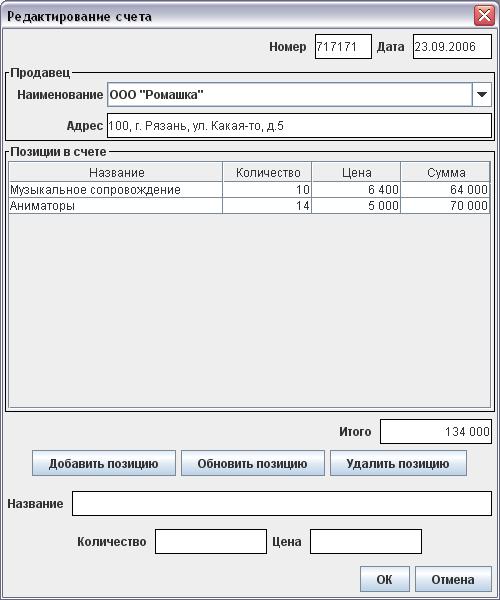 Редактирование счета
Номер 717171 Дата 23.09.2006
Продавец
Наименование ООО "Ромашка"
Адрес 100, г. Рязань, ул. Какая-то, д.5
Позиции в счете
Название Количество Цена Сумма
Музыкальное сопровождение 10 6 400 64 000
Аниматоры 14 5 000 70 000
Итого 134 000
Добавить позицию Обновить позицию Удалить позицию
Название
Количество Цена
ОК Отмена